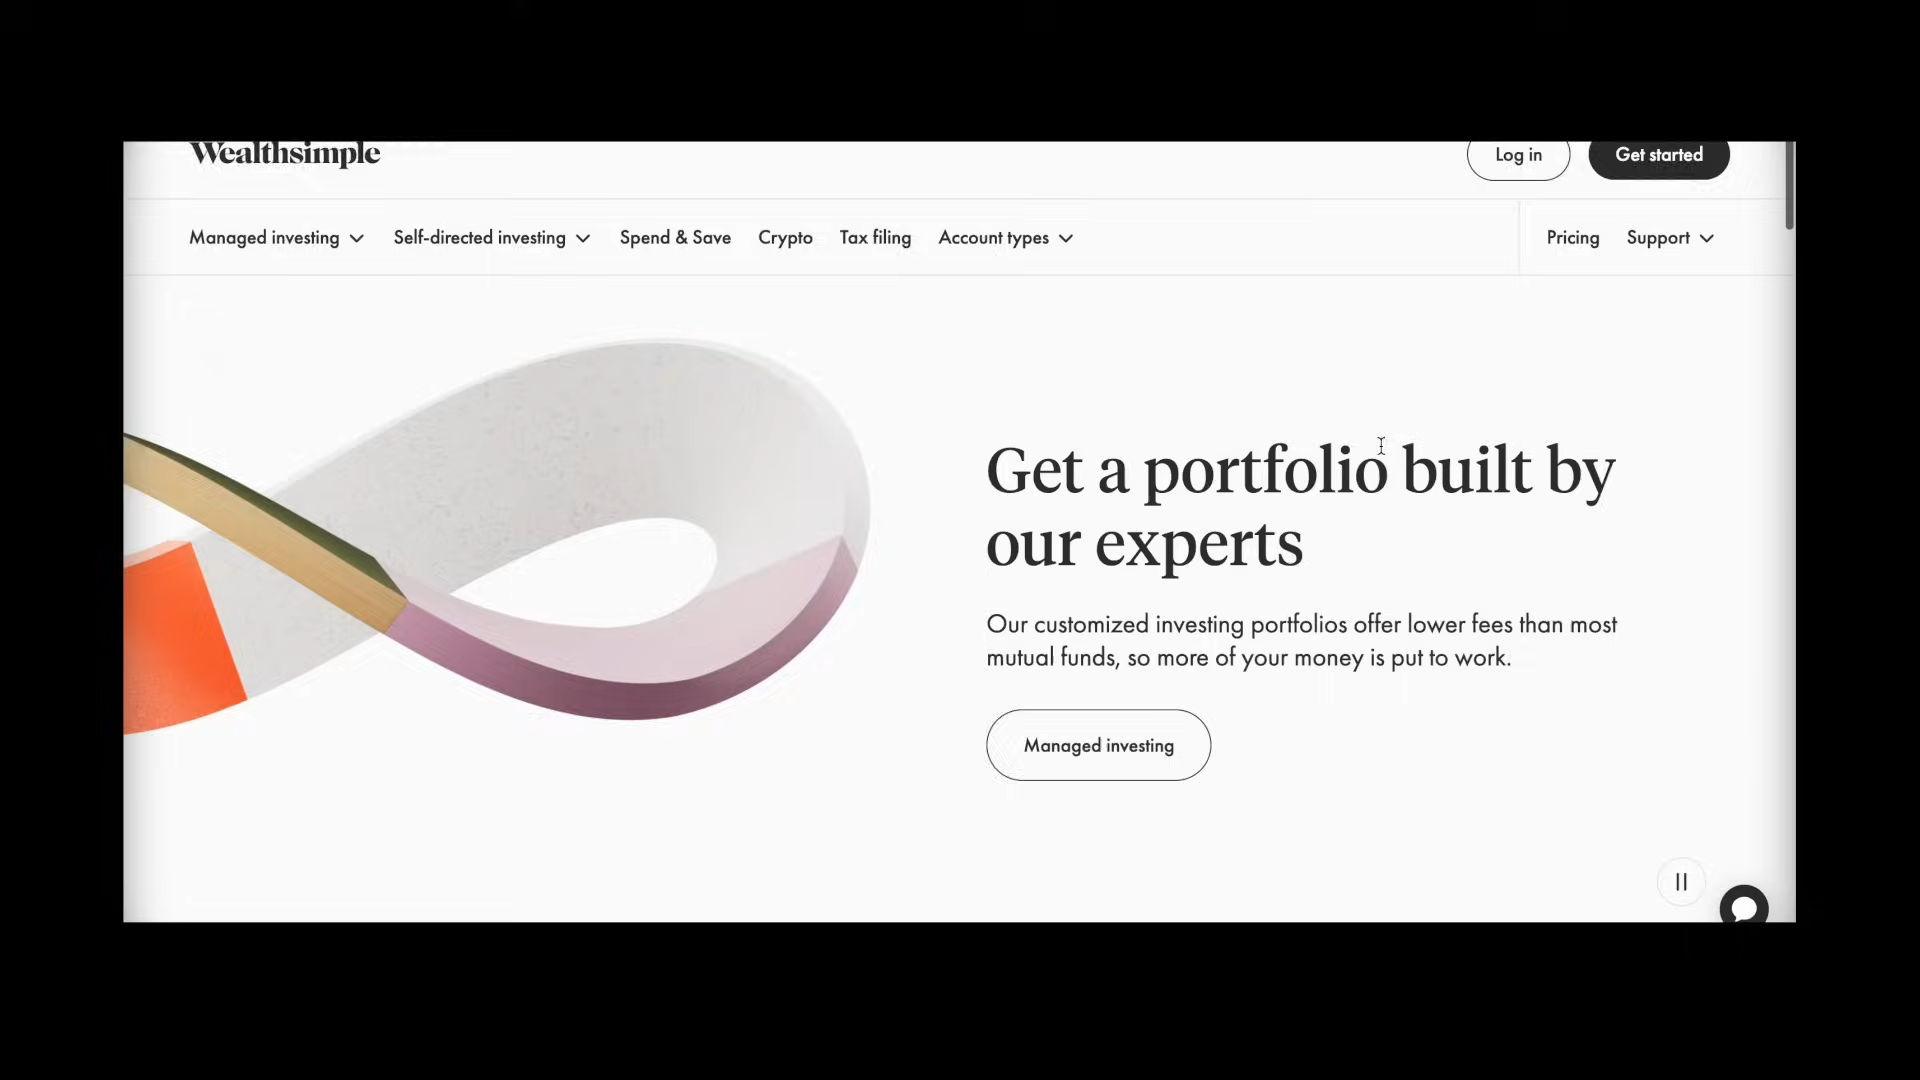 Wealthsimple
Log in
Get started
Managed investing
Self-directed investing
Spend & Save
Crypto
Tax filing
Account types
Pricing
Support
Get a portfolio built by
our experts
Our customized investing portfolios offer lower fees than most
mutual funds, so more of your money is put to work.
Managed investing